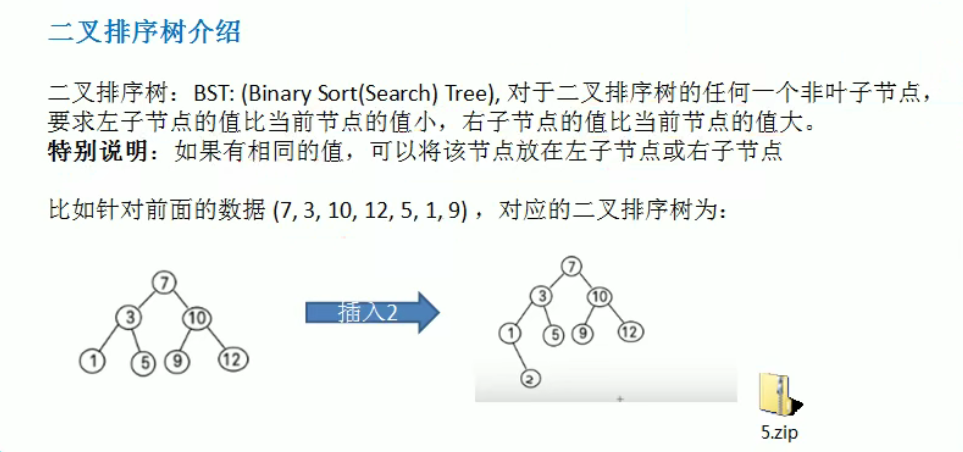 二叉排序树介绍
二叉排序树：BST: (Binary Sort(Search) Tree), 对于二叉排序树的任何一个非叶子节点，
要求左子节点的值比当前节点的值小，右子节点的值比当前节点的值大。
特别说明：如果有相同的值，可以将该节点放在左子节点或右子节点
比如针对前面的数据 (7, 3, 10, 12, 5, 1, 9) ，对应的二叉排序树为：
7
3 10
1 5 9 12
插入2
7
3 10
1 5 9 12
2
5.zip